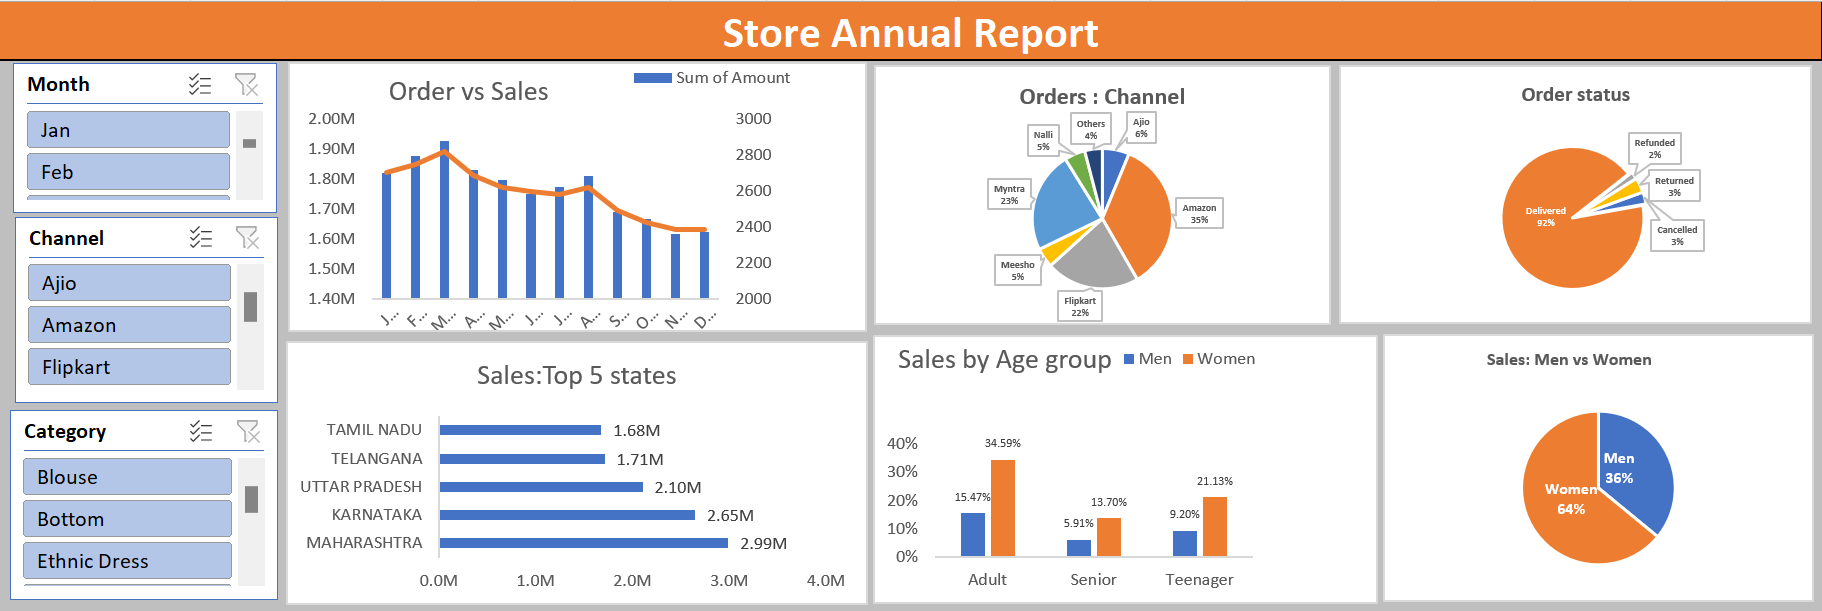 Store Annual Report
Month
Jan
Feb
Channel
Ajio
Amazon
Flipkart
Category
Blouse
Bottom
Ethnic Dress
Order vs Sales
Sum of Amount
2.00M
1.90M
1.80M
1.70M
1.60M
1.50M
1.40M
3000
2800
2600
2400
2200
2000
J...
F...
M...
A...
M...
J...
J...
A...
S...
O...
N...
D...
Orders : Channel
Others
4%
Ajio
6%
Nalli
5%
Myntra
23%
Amazon
35%
Meesho
5%
Flipkart
22%
Order status
Refunded
2%
Returned
3%
Delivered
92%
Cancelled
3%
Sales:Top 5 states
TAMIL NADU 1.68M
TELANGANA 1.71M
UTTAR PRADESH 2.10M
KARNATAKA 2.65M
MAHARASHTRA 2.99M
0.0M 1.0M 2.0M 3.0M 4.0M
Sales by Age group
Men Women
40%
30%
20%
10%
0%
15.47% 34.59%
5.91% 13.70%
9.20% 21.13%
Adult Senior Teenager
Sales: Men vs Women
Men
36%
Women
64%